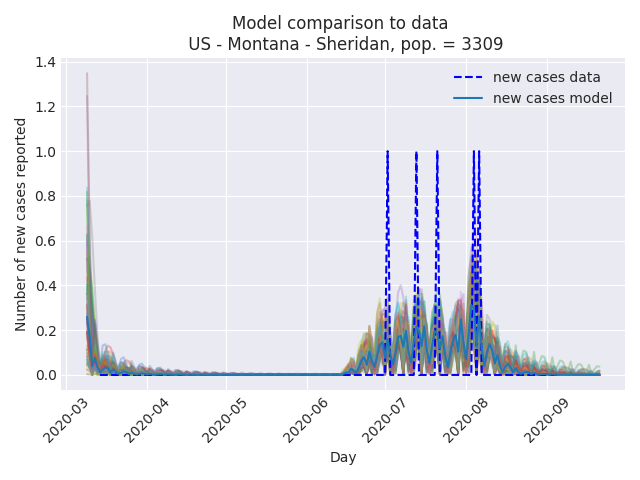 Model comparison to data
US - Montana - Sheridan, pop. = 3309
new cases data
new cases model
Number of new cases reported
1.4
1.2
1.0
0.8
0.6
0.4
0.2
0.0
2020-03
2020-04
2020-05
2020-06
2020-07
2020-08
2020-09
Day